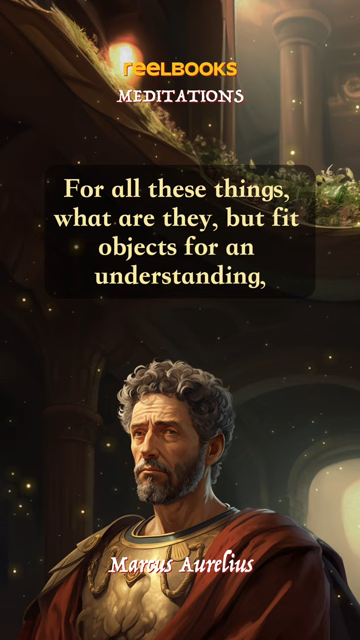 reelbooks
MEDITATIONS
For all these things,
what are they, but fit
objects for an
understanding,
Marcus Aurelius